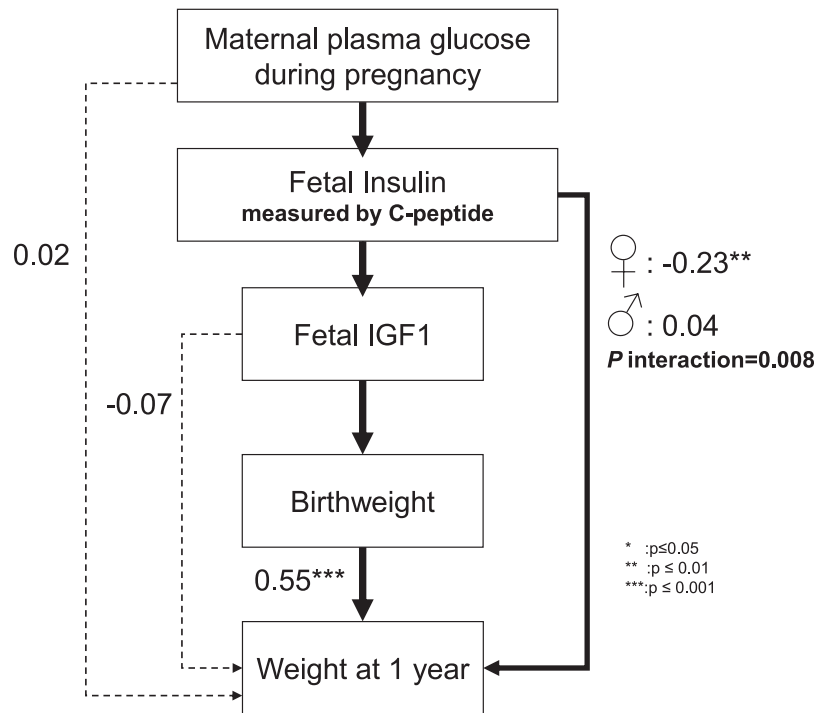 Maternal plasma glucose
during pregnancy
Fetal Insulin
measured by C-peptide
0.02
♀ : -0.23**
♂ : 0.04
P interaction=0.008
Fetal IGF1
-0.07
Birthweight
0.55***
* :p≤0.05
** :p ≤ 0.01
***:p ≤ 0.001
Weight at 1 year